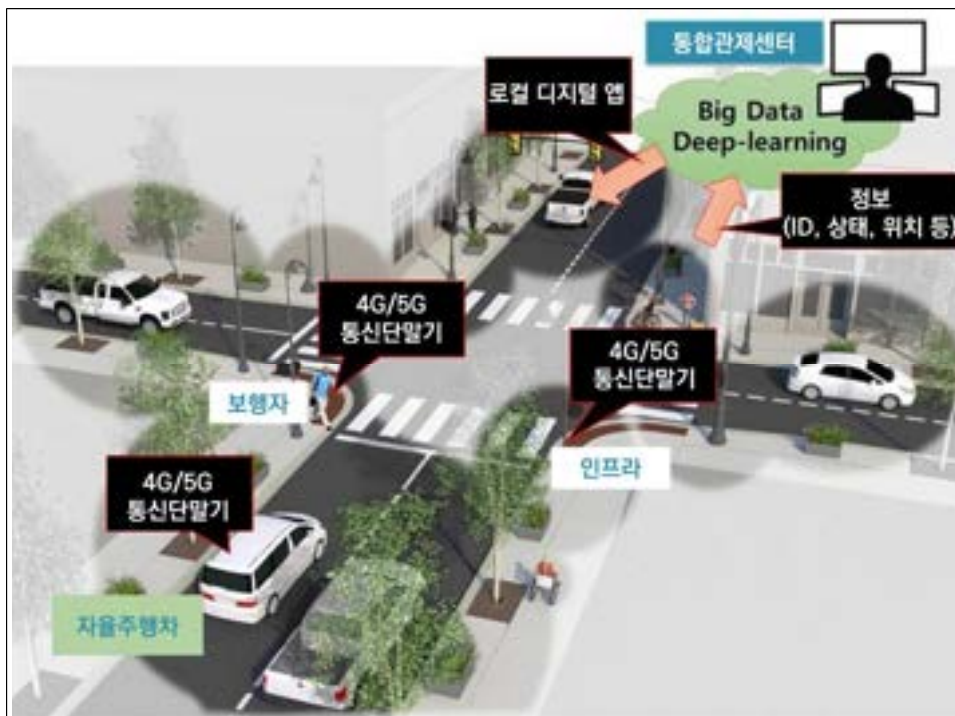 통합관제센터
로컬 디지털 앱
Big Data
Deep-learning
정보
(ID, 상태, 위치 등)
4G/5G
통신단말기
4G/5G
통신단말기
보행자
인프라
4G/5G
통신단말기
자율주행차